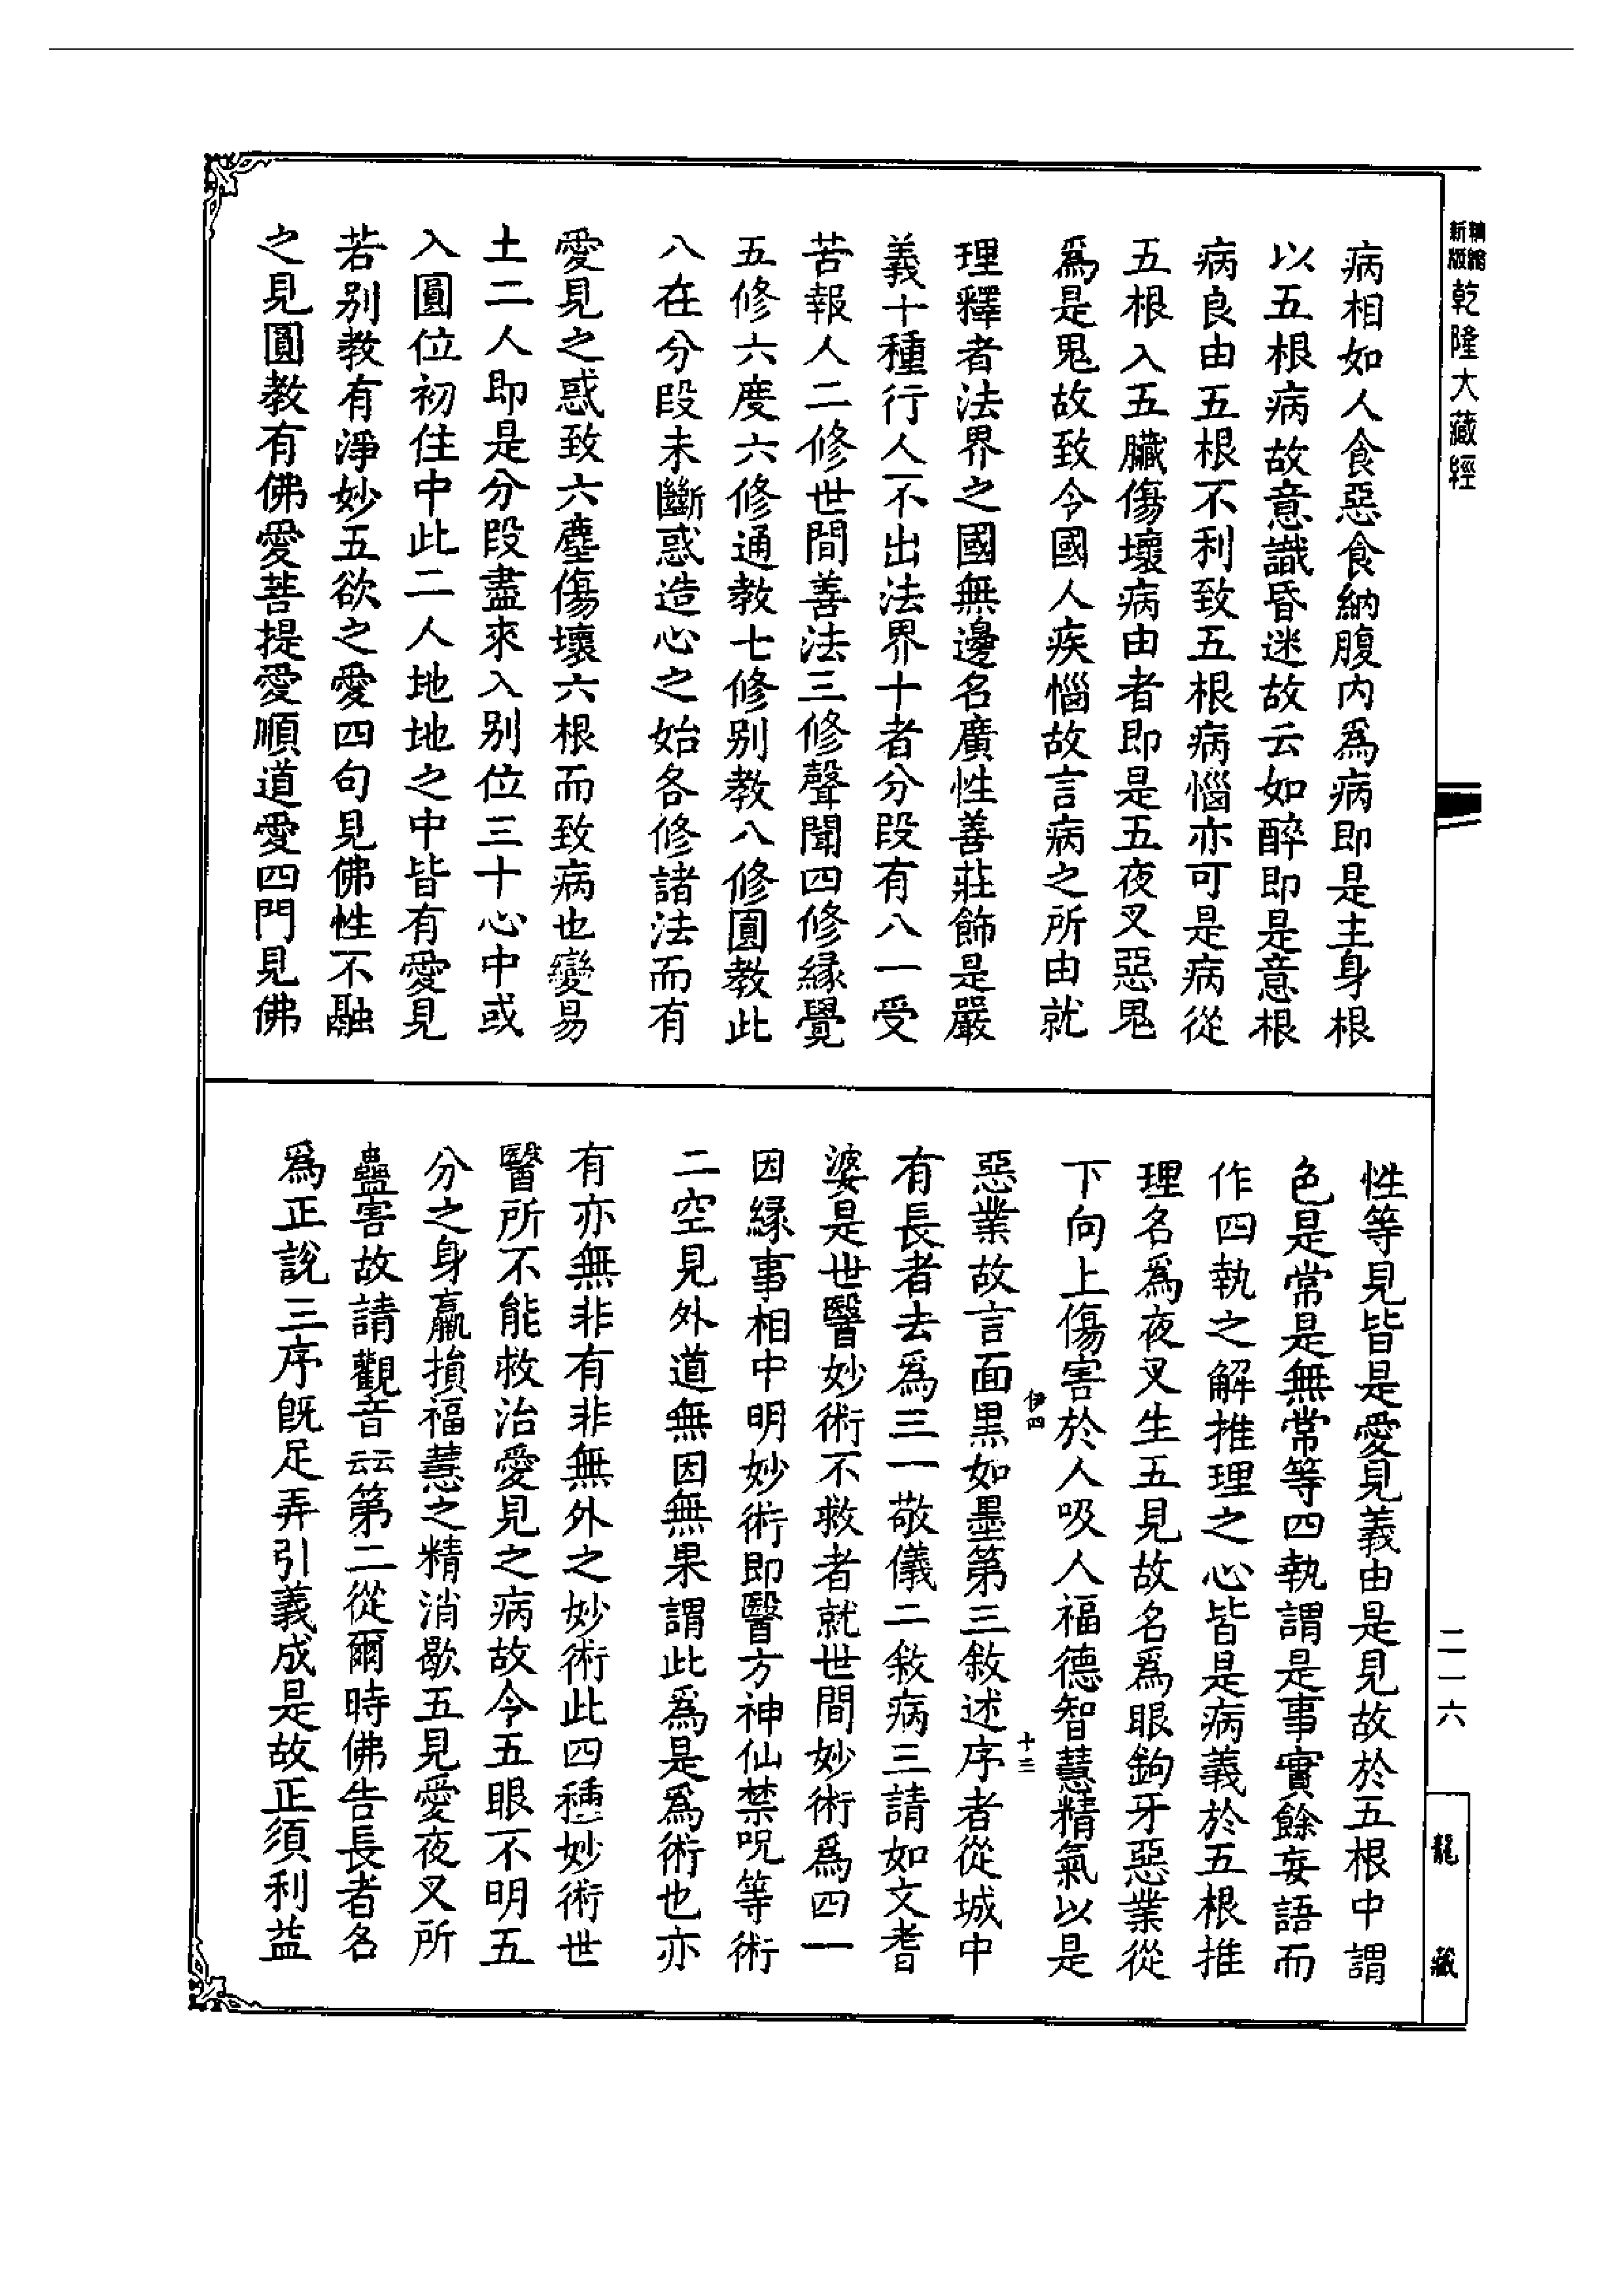 新版
精縮
乾隆大藏經
病相如人食惡食納腹内爲病即是主身根
以五根病故意識昏迷故云如醉即是意根
病良由五根不利致五根病惱亦可是病從
五根入五臟傷壞病由者即是五夜叉惡鬼
爲是鬼故致令國人疾惱故言病之所由就
理釋者法界之國無邊名廣性善莊飾是嚴
義十種行人一不出法界十者分段有八一受
苦報人二修世間善法三修聲聞四修緣覺
五修六度六修通教七修别教八修圓教此
八在分段未斷惑造心之始各修諸法而有
愛見之惑致六塵傷壞六根而致病也變易
土二人即是分段盡來入别位三十心中或
入圓位初住中此二人地地之中皆有愛見
若别教有淨妙五欲之愛四句見佛性不融
之見圓教有佛愛菩提愛順道愛四門見佛
性等見皆是愛見義由是見故於五根中謂
色是常是無常等四執謂是事實餘妄語而
作四執之解推理之心皆是病義於五根推
理名爲夜叉生五見故名爲眼鉤牙惡業從
下向上傷害於人吸人福德智慧精氣以是
伊四
十三
惡業故言面黑如墨第三敘述序者從城中
有長者去爲三一敬儀二敘病三請如文耆
婆是世醫妙術不救者就世間妙術爲四一
因緣事相中明妙術即醫方神仙禁呪等術
二空見外道無因無果謂此爲是爲術也亦
有亦無非有非無外之妙術此四種妙術世
醫所不能救治愛見之病故令五眼不明五
分之身羸損福慧之精消歇五見愛夜叉所
蠱害故請觀音云云第二從爾時佛告長者名
爲正說三序旣足弄引義成是故正須利益
二一六
龍藏